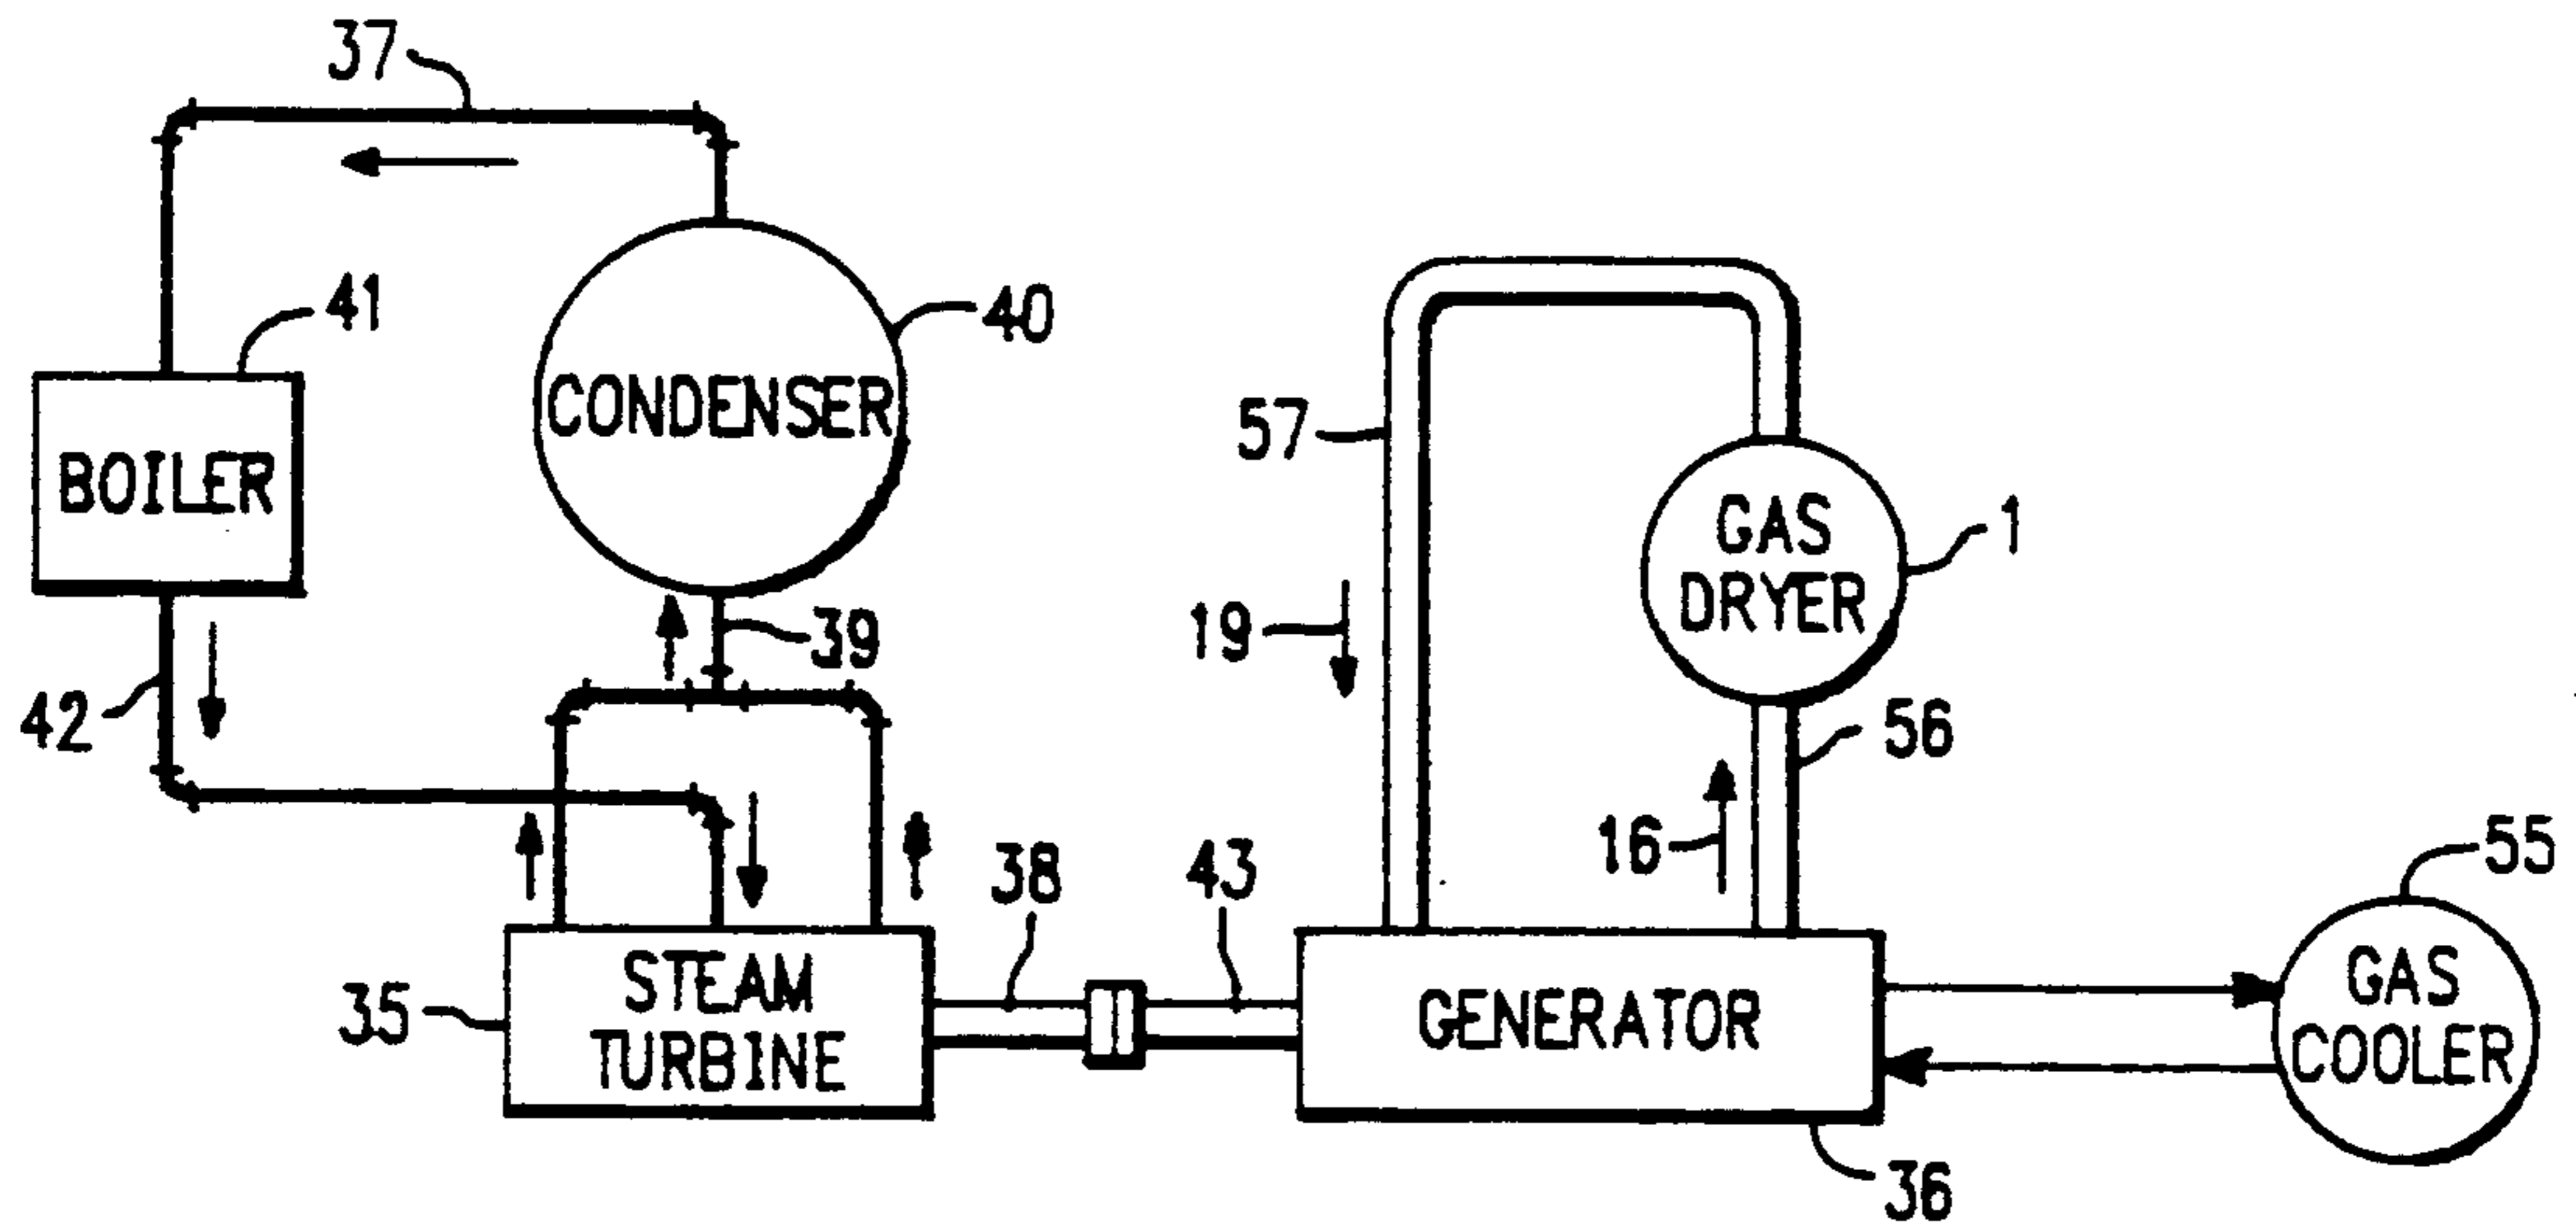 37
41
40
CONDENSER
BOILER
57
GAS
DRYER
1
19
39
42
56
16
38
43
55
35
STEAM
TURBINE
GENERATOR
GAS
COOLER
36